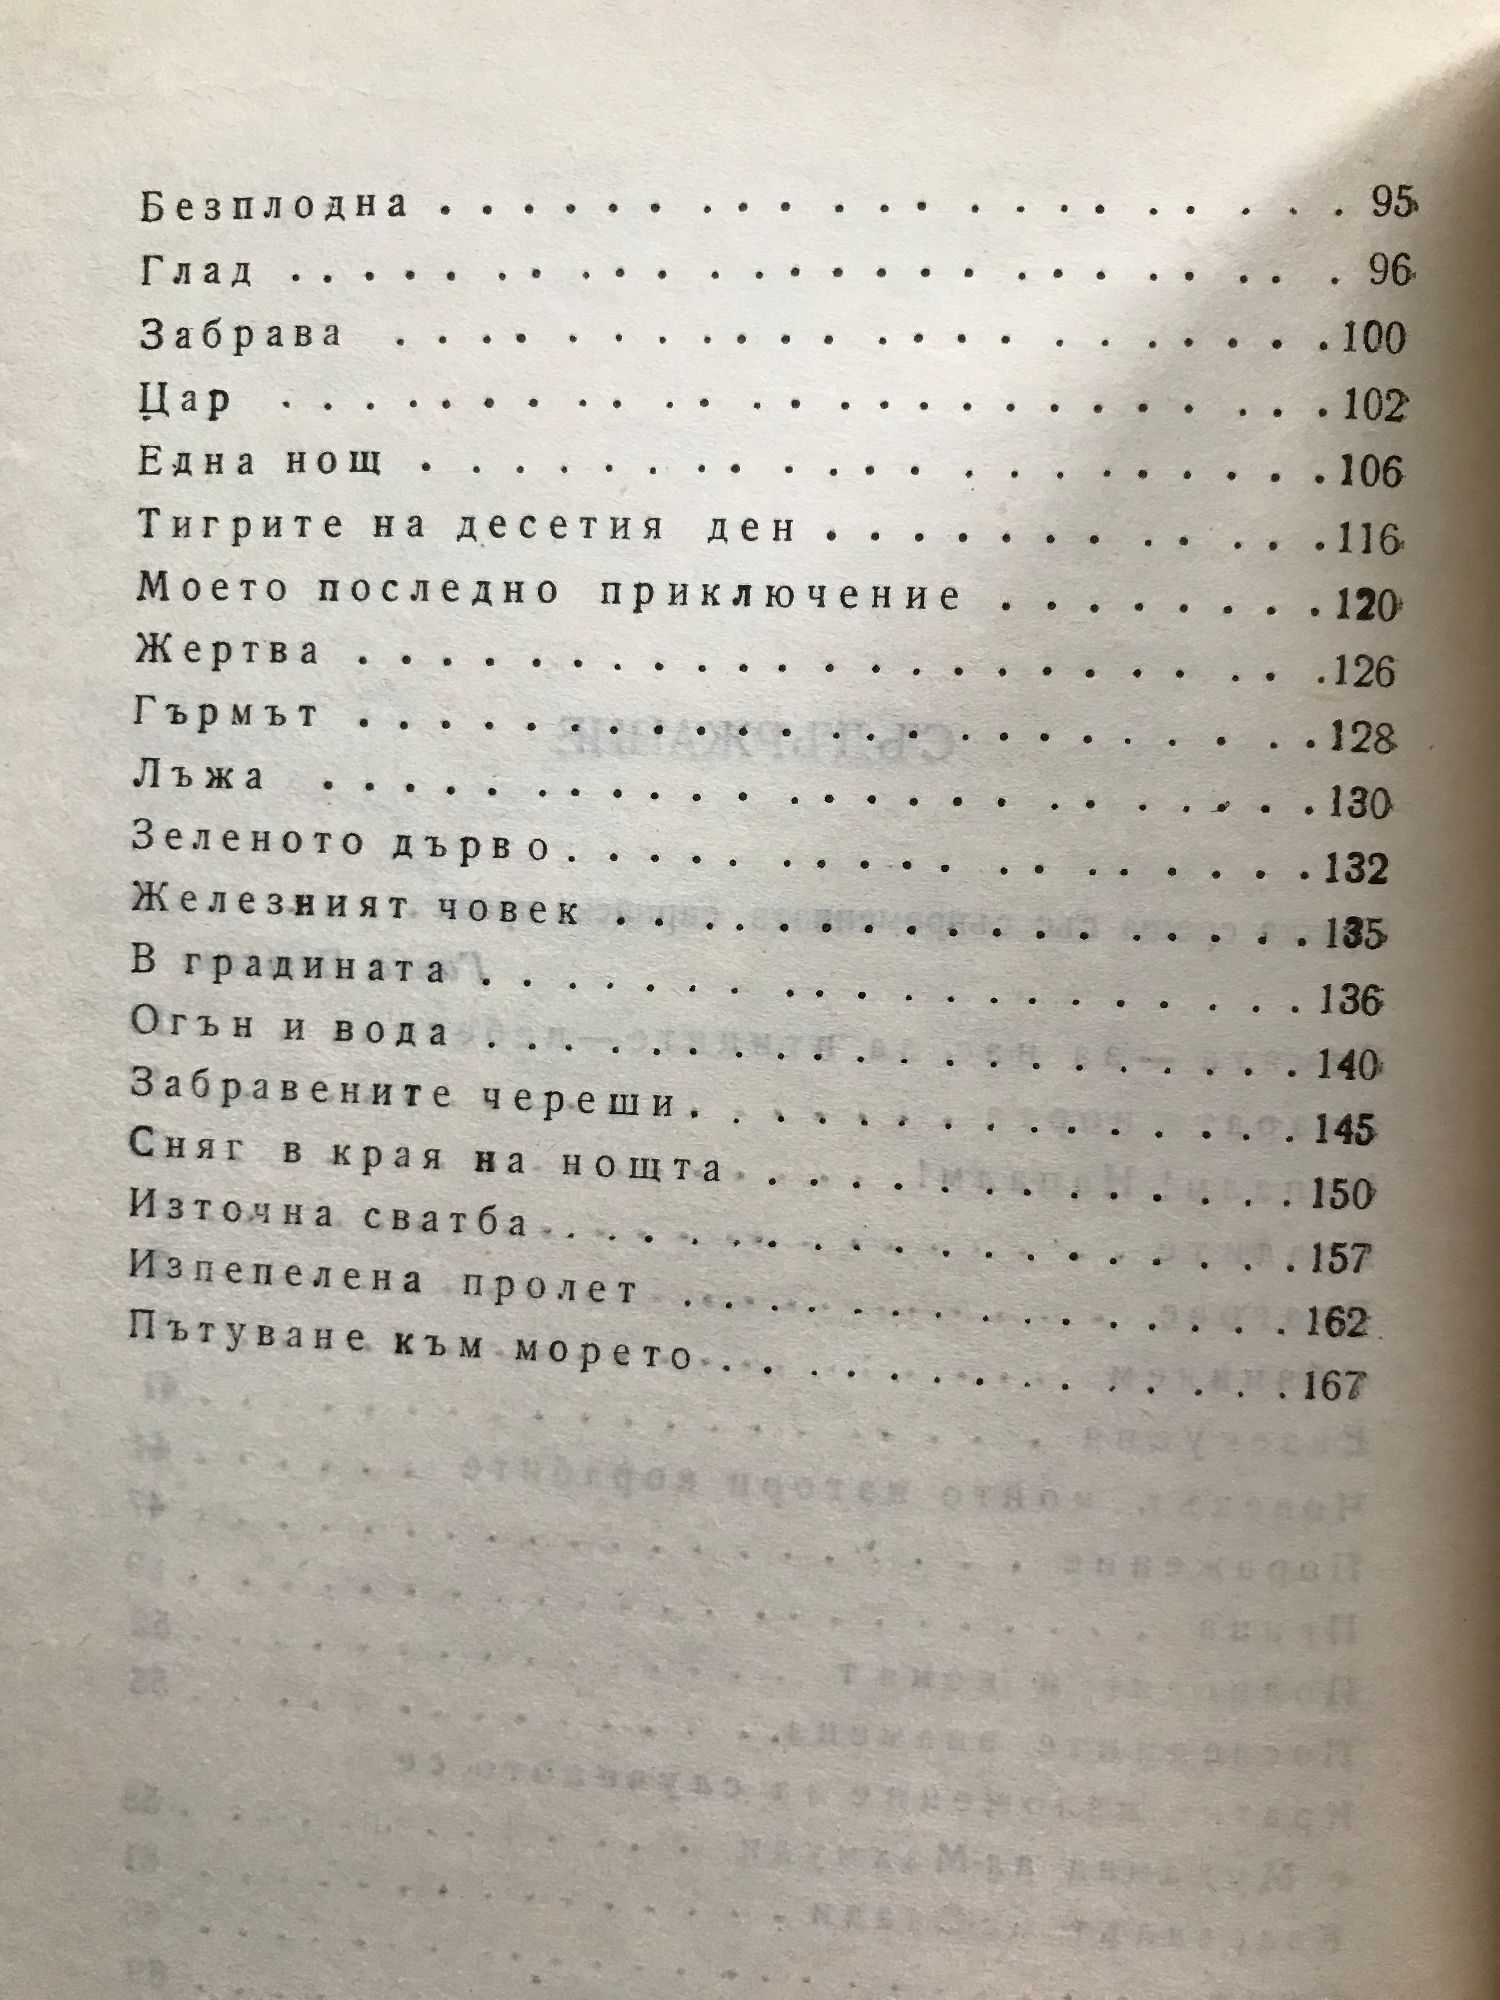 Безплодна . . . . . . . . . . . . . . . . . . . . 95
Глад . . . . . . . . . . . . . . . . . . . . . . . 96
Забрава . . . . . . . . . . . . . . . . . . . . . 100
Цар . . . . . . . . . . . . . . . . . . . . . . . 102
Една нощ . . . . . . . . . . . . . . . . . . . . 106
Тигрите на десетия ден . . . . . . . . . . . . 116
Моето последно приключение . . . . . . . . 120
Жертва . . . . . . . . . . . . . . . . . . . . . 126
Гърмът . . . . . . . . . . . . . . . . . . . . . 128
Лъжа . . . . . . . . . . . . . . . . . . . . . . 130
Зеленото дърво . . . . . . . . . . . . . . . . . 132
Железният човек . . . . . . . . . . . . . . . . 135
В градината . . . . . . . . . . . . . . . . . . . 136
Огън и вода . . . . . . . . . . . . . . . . . . . 140
Забравените череши . . . . . . . . . . . . . . 145
Сняг в края на нощта . . . . . . . . . . . . . 150
Източна сватба . . . . . . . . . . . . . . . . . 157
Изпепелена пролет . . . . . . . . . . . . . . . 162
Пътуване към морето . . . . . . . . . . . . . . 167